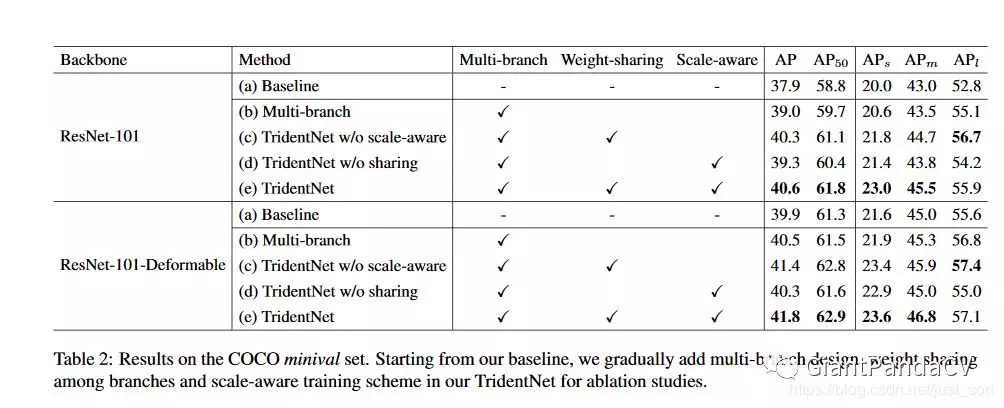 Backbone Method Multi-branch Weight-sharing Scale-aware AP AP50 APs APm APl
(a) Baseline - - - 37.9 58.8 20.0 43.0 52.8
(b) Multi-branch ✓ 39.0 59.7 20.6 43.5 55.1
ResNet-101 (c) TridentNet w/o scale-aware ✓ ✓ 40.3 61.1 21.8 44.7 56.7
(d) TridentNet w/o sharing ✓ ✓ 39.3 60.4 21.4 43.8 54.2
(e) TridentNet ✓ ✓ ✓ 40.6 61.8 23.0 45.5 55.9
(a) Baseline - - - 39.9 61.3 21.6 45.0 55.6
(b) Multi-branch ✓ 40.5 61.5 21.9 45.3 56.8
ResNet-101-Deformable (c) TridentNet w/o scale-aware ✓ ✓ 41.4 62.8 23.4 45.9 57.4
(d) TridentNet w/o sharing ✓ ✓ 40.3 61.6 22.9 45.0 55.0
(e) TridentNet ✓ ✓ ✓ 41.8 62.9 23.6 46.8 57.1
Table 2: Results on the COCO minival set. Starting from our baseline, we gradually add multi-branch design, weight sharing
among branches and scale-aware training scheme in our TridentNet for ablation studies.
GiantPandaCV
https://blog.csdn.net/just_sort